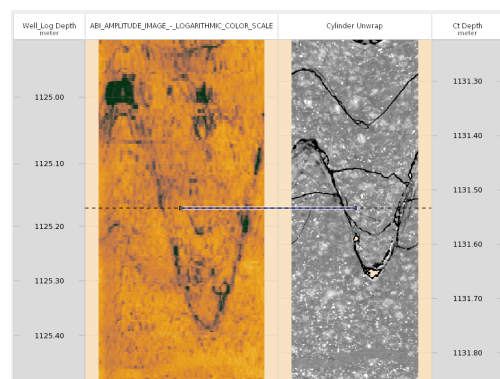 Well_Log Depth
meter
ABI_AMPLITUDE_IMAGE_-_LOGARITHMIC_COLOR_SCALE
Cylinder Unwrap
Ct Depth
meter
1125.00
1125.10
1125.20
1125.30
1125.40
1131.30
1131.40
1131.50
1131.60
1131.70
1131.80